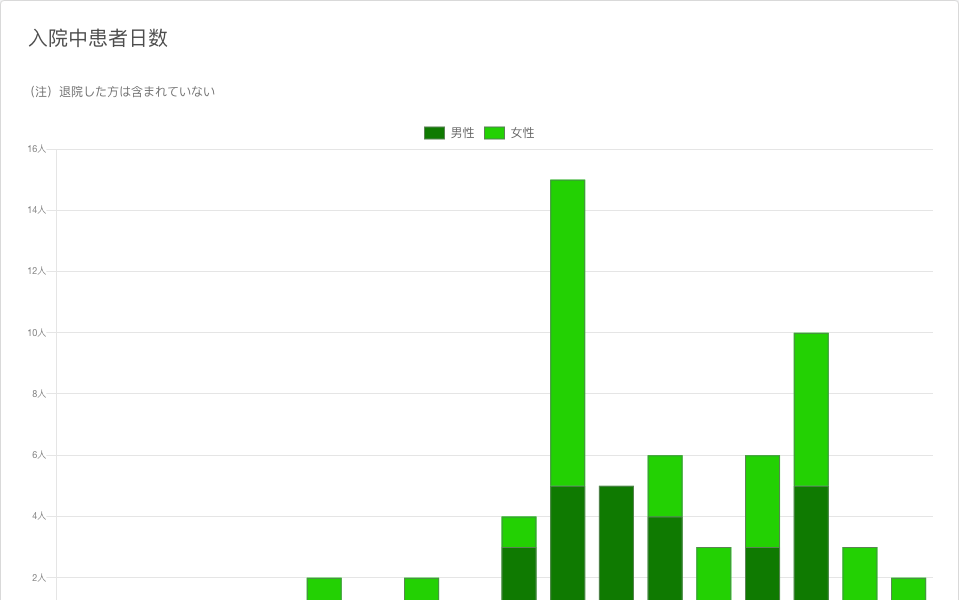 入院中患者日数
（注）退院した方は含まれていない
男性 女性
16人
14人
12人
10人
8人
6人
4人
2人